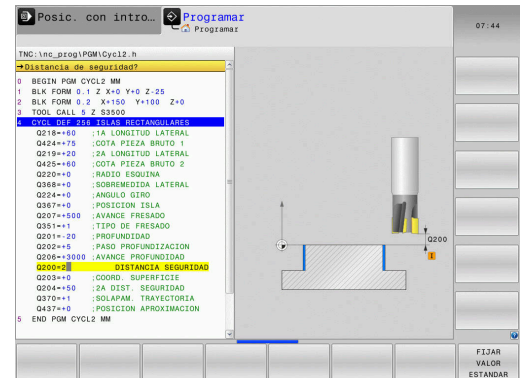 Posic. con intro...
Programar
Programar
07:44
TNC:\nc_prog\PGM\Cycl2.h
→Distancia de seguridad?
0 BEGIN PGM CYCL2 MM
1 BLK FORM 0.1 Z X+0 Y+0 Z-25
2 BLK FORM 0.2 X+150 Y+100 Z+0
3 TOOL CALL 5 Z S3500
4 CYCL DEF 256 ISLAS RECTANGULARES
Q218=+60 ;1A LONGITUD LATERAL
Q424=+75 ;COTA PIEZA BRUTO 1
Q219=+20 ;2A LONGITUD LATERAL
Q425=+60 ;COTA PIEZA BRUTO 2
Q220=+0 ;RADIO ESQUINA
Q368=+0 ;SOBREMEDIDA LATERAL
Q224=+0 ;ANGULO GIRO
Q367=+0 ;POSICION ISLA
Q207=+500 ;AVANCE FRESADO
Q351=+1 ;TIPO DE FRESADO
Q201=-20 ;PROFUNDIDAD
Q202=+5 ;PASO PROFUNDIZACION
Q206=+3000 ;AVANCE PROFUNDIDAD
Q200=2 DISTANCIA SEGURIDAD
Q203=+0 ;COORD. SUPERFICIE
Q204=+50 ;2A DIST. SEGURIDAD
Q370=+1 ;SOLAPAM. TRAYECTORIA
Q437=+0 ;POSICION APROXIMACION
5 END PGM CYCL2 MM
Q200
I
FIJAR
VALOR
ESTANDAR